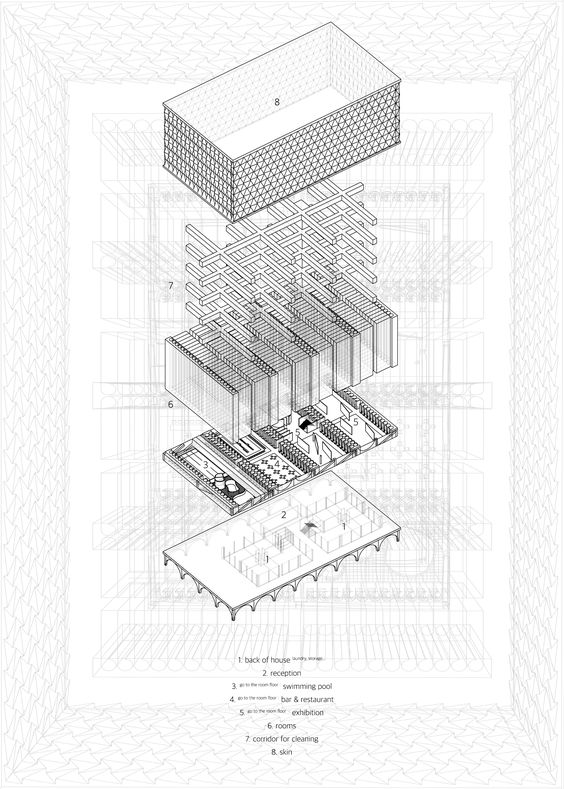 8
7
6
5
5
4
3
2
1
1
1. back of house laundry, storage...
2. reception
3. go to the room floor swimming pool
4. go to the room floor bar & restaurant
5. go to the room floor exhibition
6. rooms
7. corridor for cleaning
8. skin